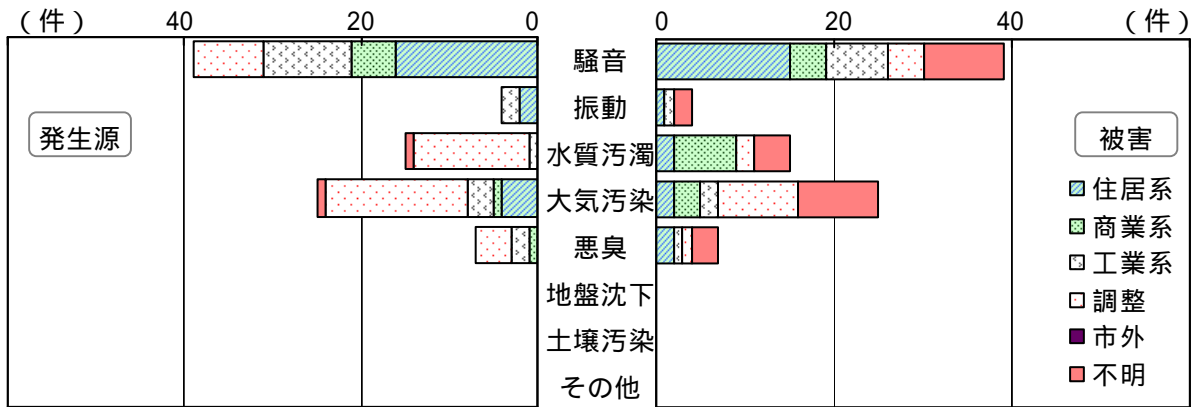 (件) 40 20 0 0 20 40 (件)
発生源
被害
騒音
振動
水質汚濁
大気汚染
悪臭
地盤沈下
土壌汚染
その他
住居系
商業系
工業系
調整
市外
不明